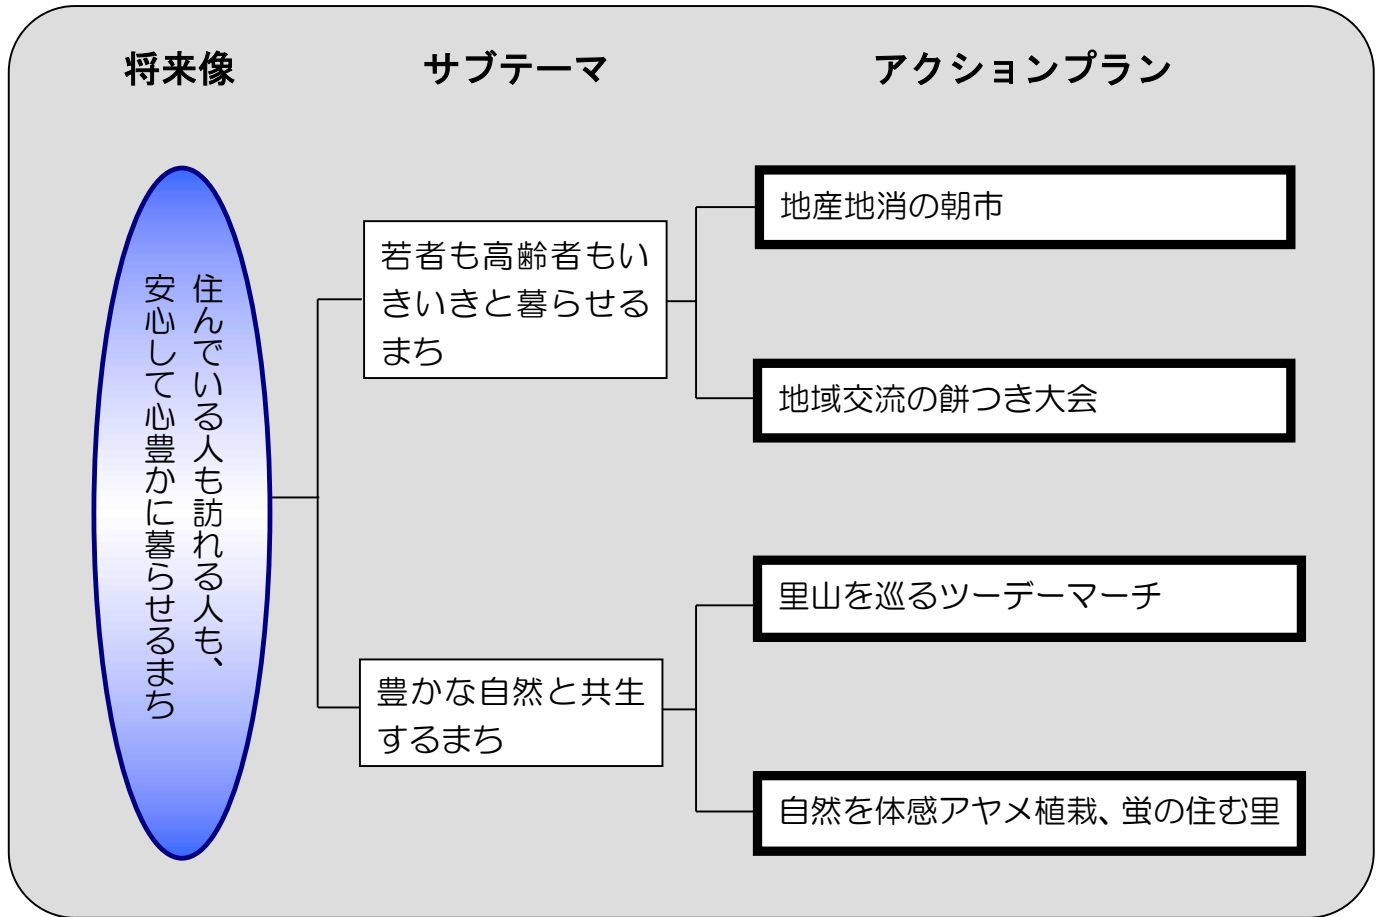 将来像
サブテーマ
アクションプラン
住んでいる人も訪れる人も、
安心して心豊かに暮らせるまち
若者も高齢者もい
きいきと暮らせる
まち
地産地消の朝市
地域交流の餅つき大会
豊かな自然と共生
するまち
里山を巡るツーデーマーチ
自然を体感アヤメ植栽、蛍の住む里